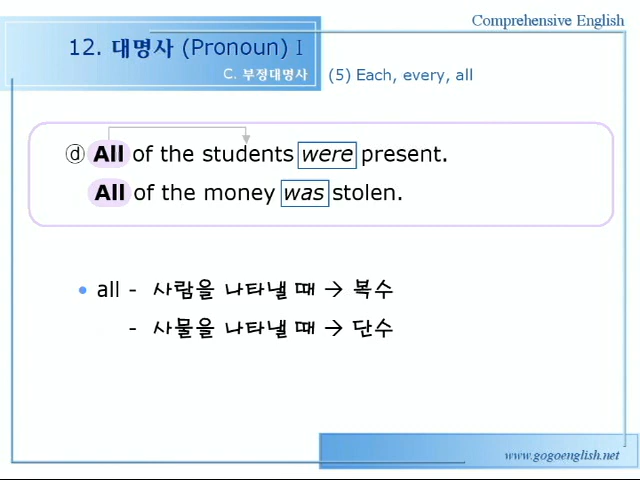 Comprehensive English
12. 대명사 (Pronoun) I
C. 부정대명사
(5) Each, every, all
ⓓ All of the students were present.
All of the money was stolen.
• all - 사람을 나타낼 때 → 복수
- 사물을 나타낼 때 → 단수
www.gogoenglish.net